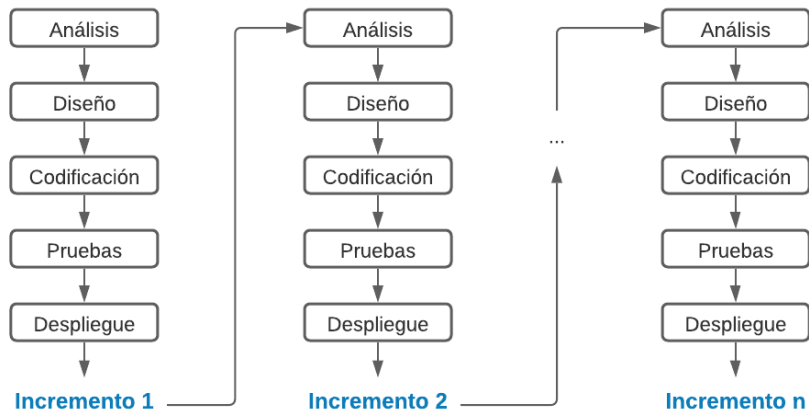 Análisis
Diseño
Codificación
Pruebas
Despliegue
Incremento 1
Análisis
Diseño
Codificación
Pruebas
Despliegue
Incremento 2
...
Análisis
Diseño
Codificación
Pruebas
Despliegue
Incremento n